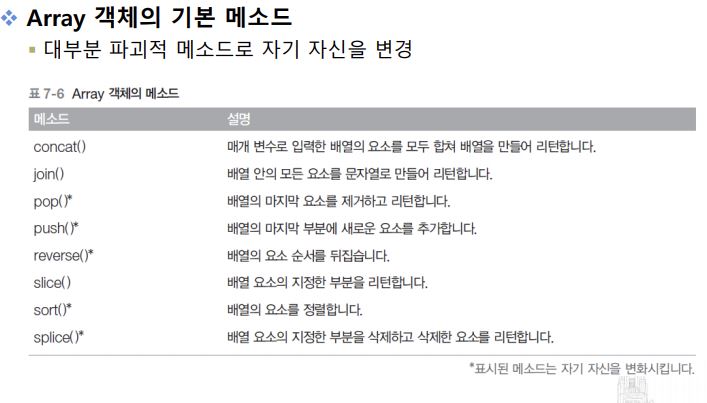 Array 객체의 기본 메소드
대부분 파괴적 메소드로 자기 자신을 변경
표 7-6 Array 객체의 메소드
메소드 설명
concat() 매개 변수로 입력한 배열의 요소를 모두 합쳐 배열을 만들어 리턴합니다.
join() 배열 안의 모든 요소를 문자열로 만들어 리턴합니다.
pop()* 배열의 마지막 요소를 제거하고 리턴합니다.
push()* 배열의 마지막 부분에 새로운 요소를 추가합니다.
reverse()* 배열의 요소 순서를 뒤집습니다.
slice() 배열 요소의 지정한 부분을 리턴합니다.
sort()* 배열의 요소를 정렬합니다.
splice()* 배열 요소의 지정한 부분을 삭제하고 삭제한 요소를 리턴합니다.
*표시된 메소드는 자기 자신을 변화시킵니다.